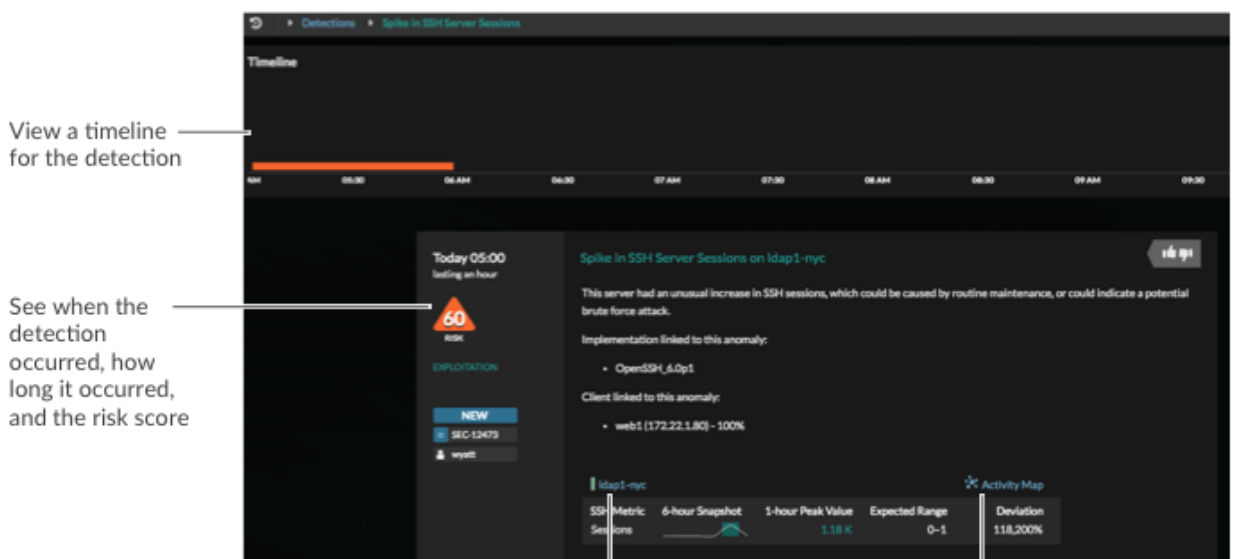 Detections
Spike in SSH Server Sessions
Timeline
View a timeline
for the detection
05:30
06 AM
06:30
07 AM
07:30
08 AM
08:30
09 AM
09:30
Today 05:00
lasting an hour
60
RISK
EXPLOITATION
NEW
SEC-12473
wyatt
See when the
detection
occurred, how
long it occurred,
and the risk score
Spike in SSH Server Sessions on ldap1-nyc
This server had an unusual increase in SSH sessions, which could be caused by routine maintenance, or could indicate a potential
brute force attack.
Implementation linked to this anomaly:
• OpenSSH_6.0p1
Client linked to this anomaly:
• web1 (172.22.1.80) - 100%
ldap1-nyc
Activity Map
SSH Metric 6-hour Snapshot 1-hour Peak Value Expected Range Deviation
Sessions 1.18 K 0–1 118,200%